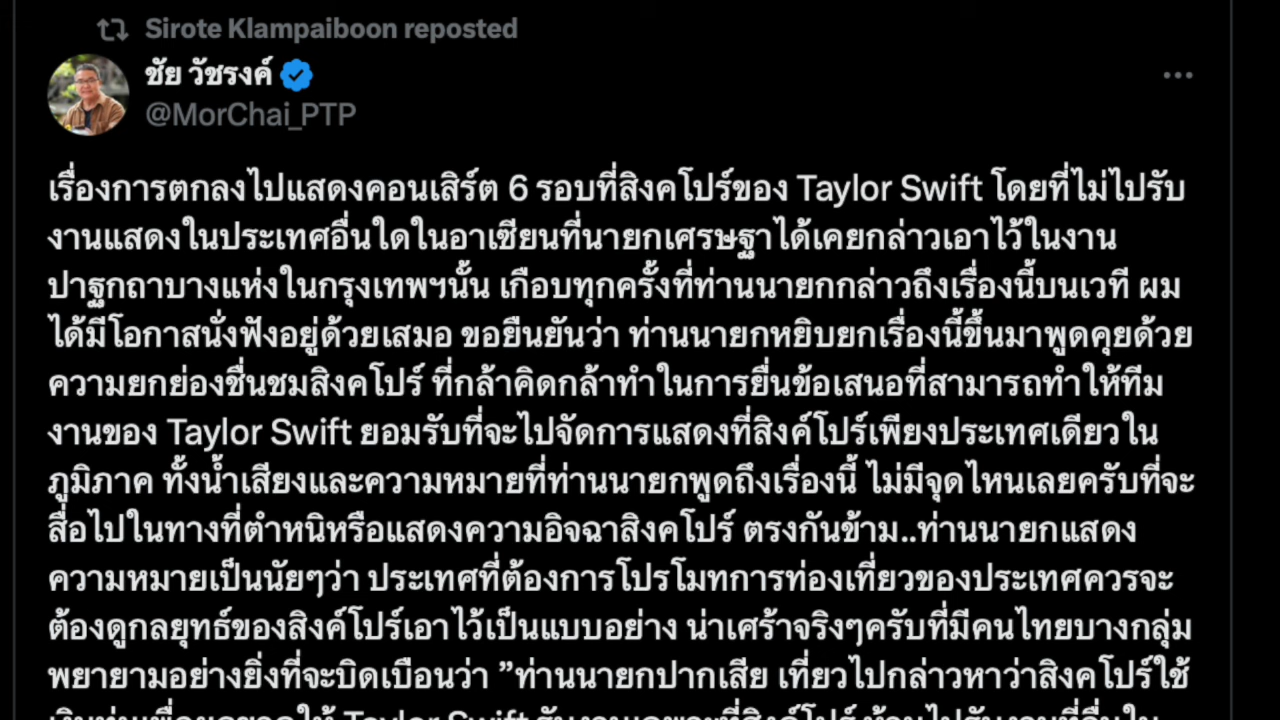 Sirote Klampaiboon reposted
ชัย วัชรงค์
@MorChai_PTP
เรื่องการตกลงไปแสดงคอนเสิร์ต 6 รอบที่สิงคโปร์ของ Taylor Swift โดยที่ไม่ไปรับ
งานแสดงในประเทศอื่นใดในอาเซียนที่นายกเศรษฐาได้เคยกล่าวเอาไว้ในงาน
ปาฐกถาบางแห่งในกรุงเทพฯนั้น เกือบทุกครั้งที่ท่านนายกกล่าวถึงเรื่องนี้บนเวที ผม
ได้มีโอกาสนั่งฟังอยู่ด้วยเสมอ ขอยืนยันว่า ท่านนายกหยิบยกเรื่องนี้ขึ้นมาพูดคุยด้วย
ความยกย่องชื่นชมสิงคโปร์ ที่กล้าคิดกล้าทำในการยื่นข้อเสนอที่สามารถทำให้ทีม
งานของ Taylor Swift ยอมรับที่จะไปจัดการแสดงที่สิงค์โปร์เพียงประเทศเดียวใน
ภูมิภาค ทั้งน้ำเสียงและความหมายที่ท่านนายกพูดถึงเรื่องนี้ ไม่มีจุดไหนเลยครับที่จะ
สื่อไปในทางที่ตำหนิหรือแสดงความอิจฉาสิงคโปร์ ตรงกันข้าม..ท่านนายกแสดง
ความหมายเป็นนัยๆว่า ประเทศที่ต้องการโปรโมทการท่องเที่ยวของประเทศควรจะ
ต้องดูกลยุทธ์ของสิงค์โปร์เอาไว้เป็นแบบอย่าง น่าเศร้าจริงๆครับที่มีคนไทยบางกลุ่ม
พยายามอย่างยิ่งที่จะบิดเบือนว่า ”ท่านนายกปากเสีย เที่ยวไปกล่าวหาว่าสิงคโปร์ใช้
Taylor Swift